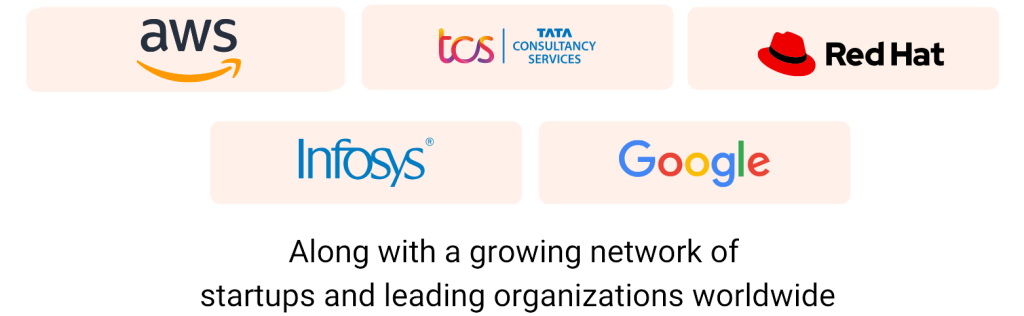 aws
tcs TATA
CONSULTANCY
SERVICES
Red Hat
Infosys®
Google
Along with a growing network of
startups and leading organizations worldwide